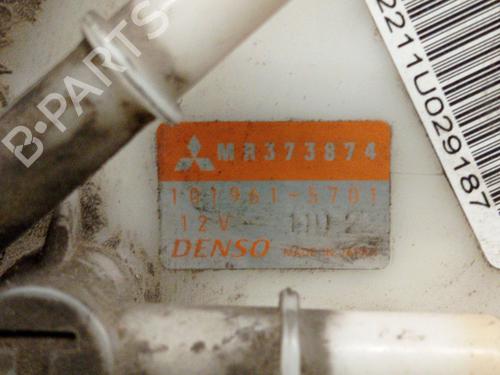 B-PARTS
2211U029187
MR373874
101961-5701
12V
DENSO MADE IN JAPAN